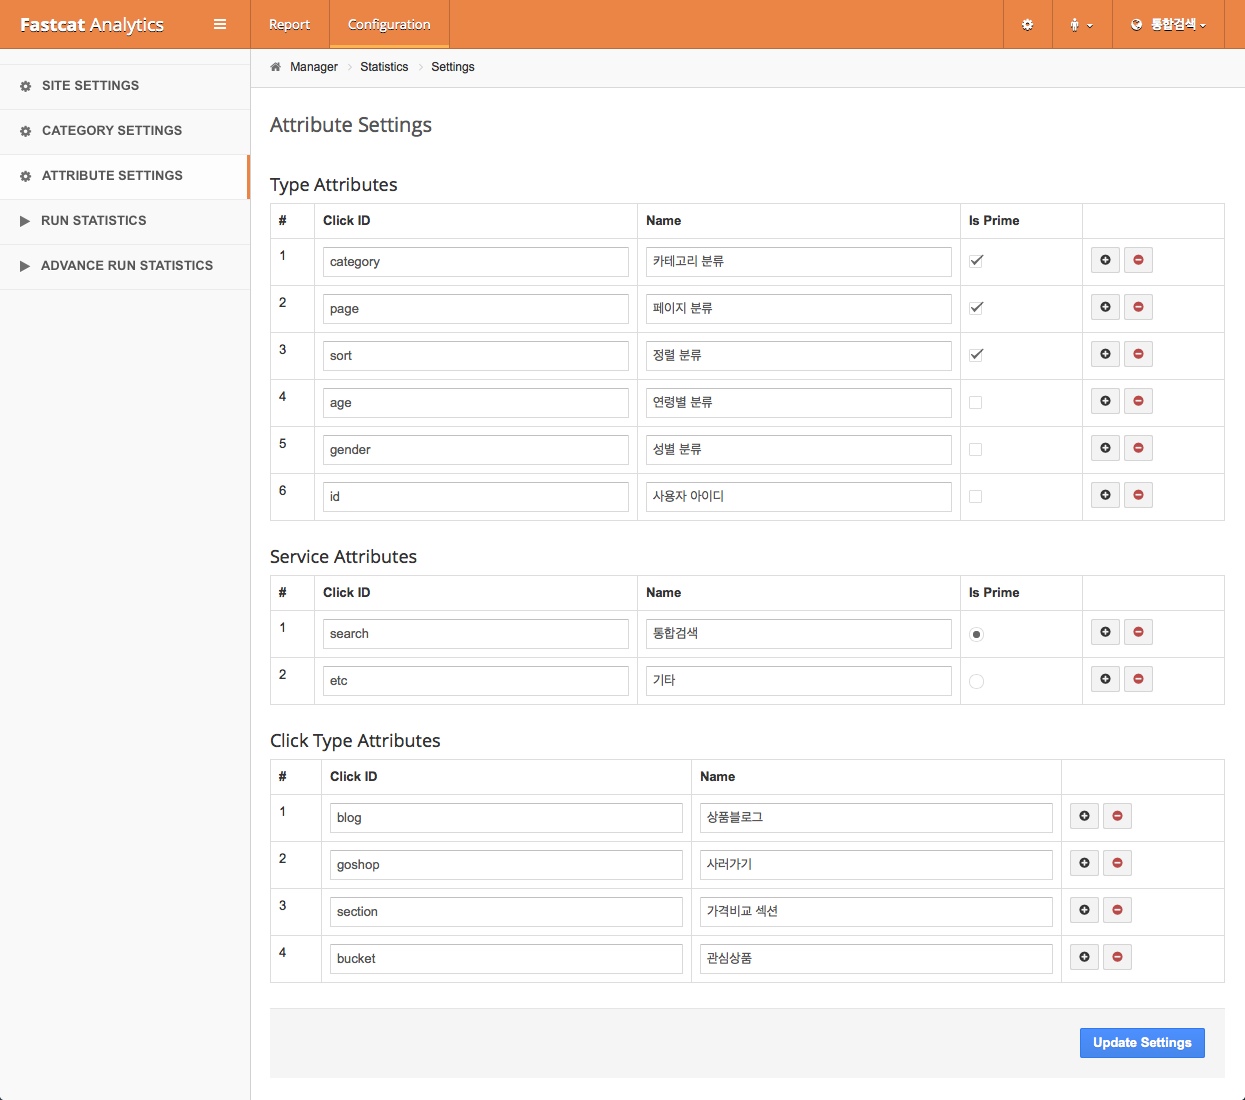 Fastcat Analytics
Report
Configuration
통합검색
Manager
Statistics
Settings
SITE SETTINGS
CATEGORY SETTINGS
ATTRIBUTE SETTINGS
RUN STATISTICS
ADVANCE RUN STATISTICS
Attribute Settings
Type Attributes
# Click ID Name Is Prime
1 category 카테고리 분류
2 page 페이지 분류
3 sort 정렬 분류
4 age 연령별 분류
5 gender 성별 분류
6 id 사용자 아이디
Service Attributes
# Click ID Name Is Prime
1 search 통합검색
2 etc 기타
Click Type Attributes
# Click ID Name
1 blog 상품블로그
2 goshop 사러가기
3 section 가격비교 섹션
4 bucket 관심상품
Update Settings